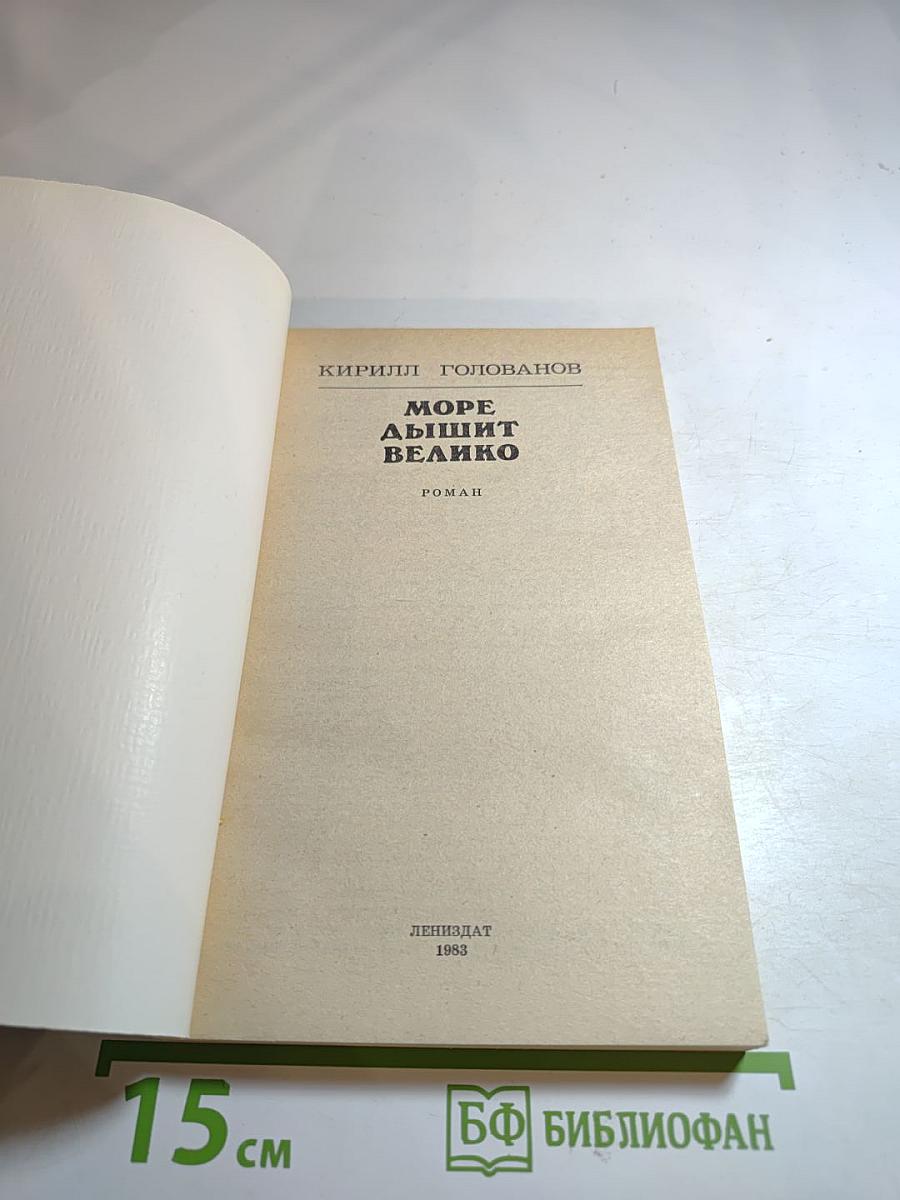 КИРИЛЛ ГОЛОВАНОВ
МОРЕ
ДЫШИТ
ВЕЛИКО
РОМАН
ЛЕНИЗДАТ
1983
15 см
БФ БИБЛИОФАН